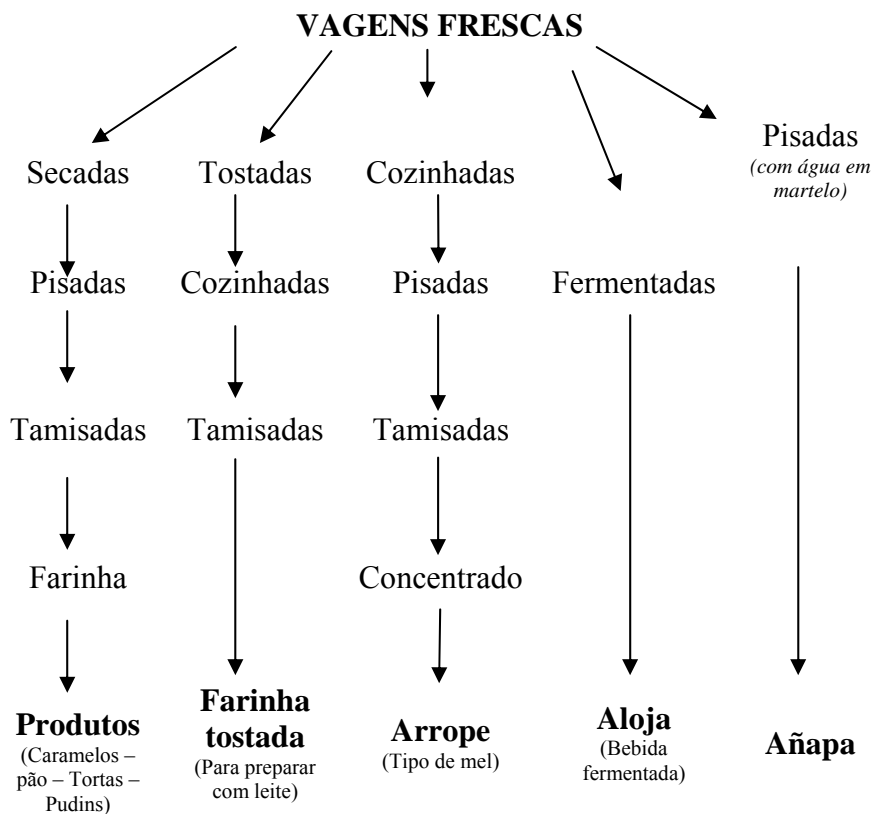 VAGENS FRESCAS
Secadas
Tostadas
Cozinhadas
Pisadas
(com água em
martelo)
Pisadas
Cozinhadas
Pisadas
Fermentadas
Tamisadas
Tamisadas
Tamisadas
Farinha
Concentrado
Produtos
(Caramelos –
pão – Tortas –
Pudins)
Farinha
tostada
(Para preparar
com leite)
Arrope
(Tipo de mel)
Aloja
(Bebida
fermentada)
Añapa